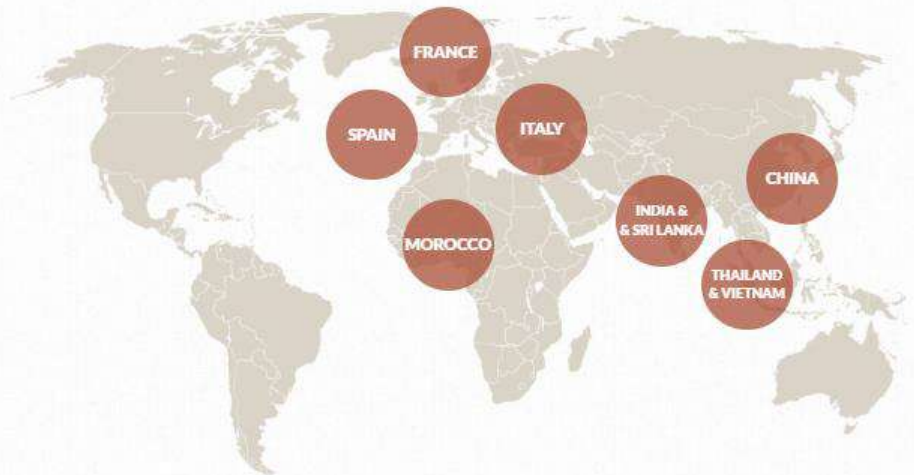 FRANCE
SPAIN
ITALY
CHINA
INDIA &
& SRI LANKA
MOROCCO
THAILAND
& VIETNAM